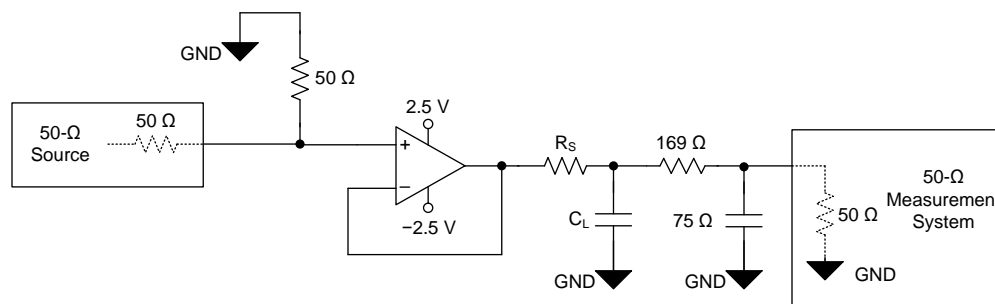 GND
50 Ω
50-Ω
Source
50 Ω
2.5 V
+
−
−2.5 V
RS
CL
GND
169 Ω
75 Ω
GND
50-Ω
Measuremen
System
50 Ω
GND